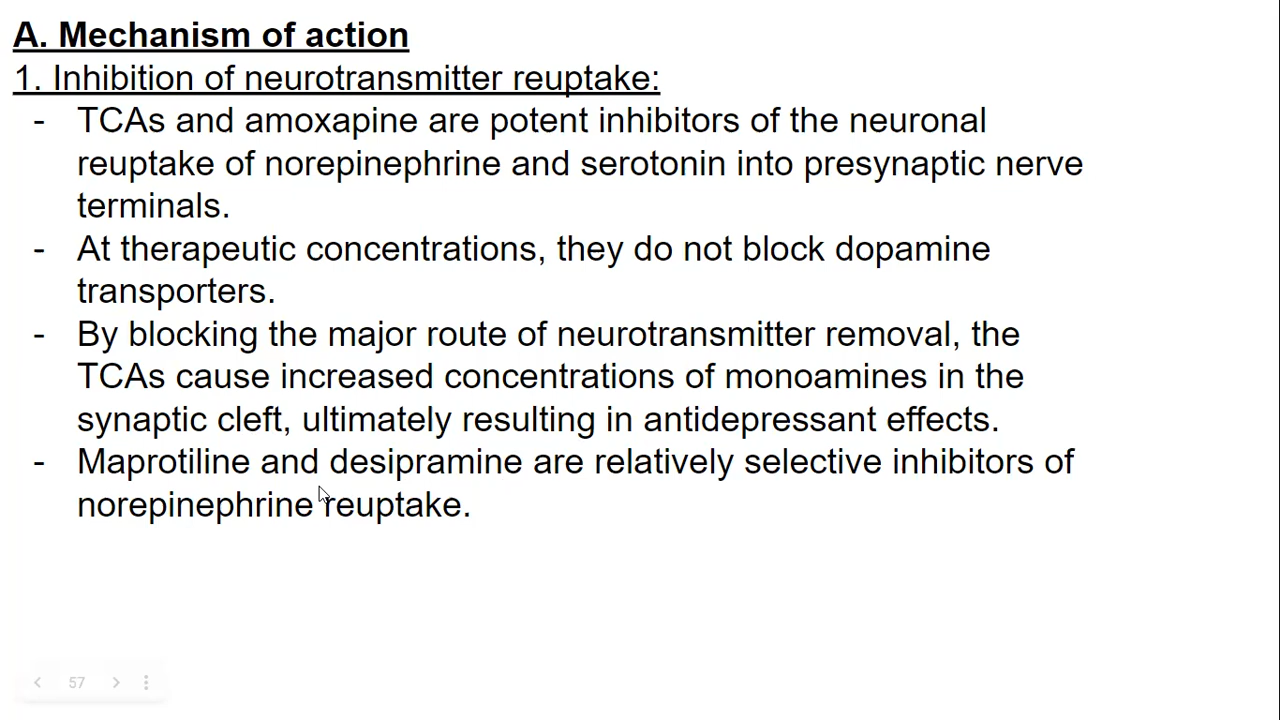 A. Mechanism of action
1. Inhibition of neurotransmitter reuptake:
- TCAs and amoxapine are potent inhibitors of the neuronal
reuptake of norepinephrine and serotonin into presynaptic nerve
terminals.
- At therapeutic concentrations, they do not block dopamine
transporters.
- By blocking the major route of neurotransmitter removal, the
TCAs cause increased concentrations of monoamines in the
synaptic cleft, ultimately resulting in antidepressant effects.
- Maprotiline and desipramine are relatively selective inhibitors of
norepinephrine reuptake.
57